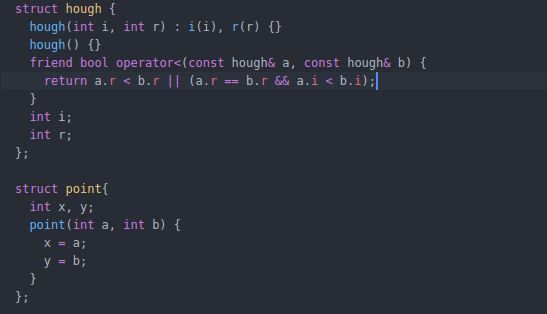 struct hough {
  hough(int i, int r) : i(i), r(r) {}
  hough() {}
  friend bool operator<(const hough& a, const hough& b) {
    return a.r < b.r || (a.r == b.r && a.i < b.i);
  }
  int i;
  int r;
};

struct point{
  int x, y;
  point(int a, int b) {
    x = a;
    y = b;
  }
};